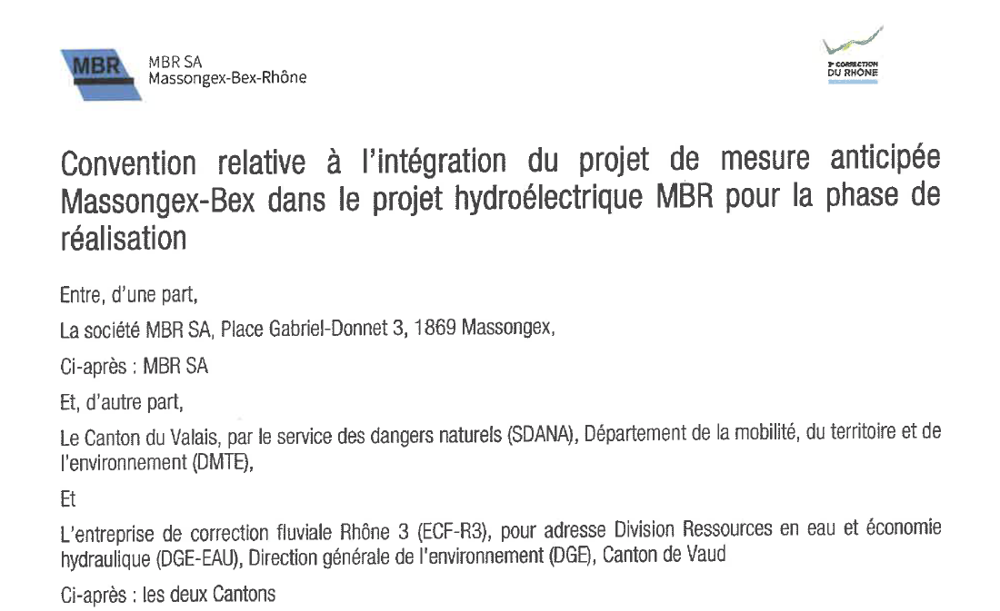 MBR
MBR SA
Massongex-Bex-Rhône
3e CORRECTION
DU RHÔNE
Convention relative à l'intégration du projet de mesure anticipée
Massongex-Bex dans le projet hydroélectrique MBR pour la phase de
réalisation
Entre, d'une part,
La société MBR SA, Place Gabriel-Donnet 3, 1869 Massongex,
Ci-après : MBR SA
Et, d'autre part,
Le Canton du Valais, par le service des dangers naturels (SDANA), Département de la mobilité, du territoire et de
l'environnement (DMTE),
Et
L'entreprise de correction fluviale Rhône 3 (ECF-R3), pour adresse Division Ressources en eau et économie
hydraulique (DGE-EAU), Direction générale de l'environnement (DGE), Canton de Vaud
Ci-après : les deux Cantons